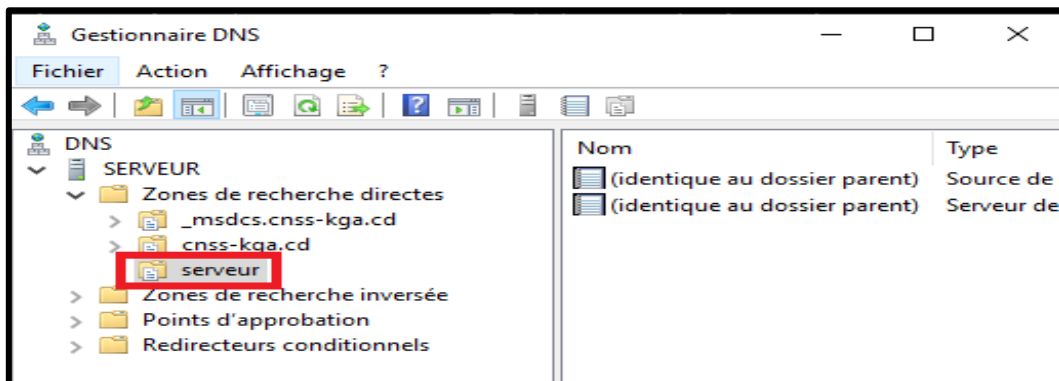 Gestionnaire DNS
Fichier Action Affichage ?
DNS
SERVEUR
Zones de recherche directes
_msdcs.cnss-kga.cd
cnss-kga.cd
serveur
Zones de recherche inversée
Points d'approbation
Redirecteurs conditionnels
Nom Type
(identique au dossier parent) Source de
(identique au dossier parent) Serveur de